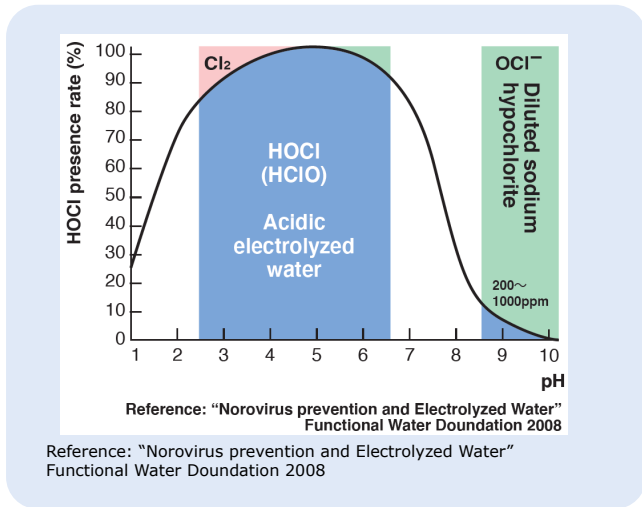 HOCl presence rate (%)
100
90
80
70
60
50
40
30
20
10
0
Cl₂
HOCl
(HClO)
Acidic
electrolyzed
water
OCl⁻
Diluted sodium
hypochlorite
200～
1000ppm
1 2 3 4 5 6 7 8 9 10
pH
Reference: “Norovirus prevention and Electrolyzed Water”
Functional Water Doundation 2008
Reference: “Norovirus prevention and Electrolyzed Water”
Functional Water Doundation 2008